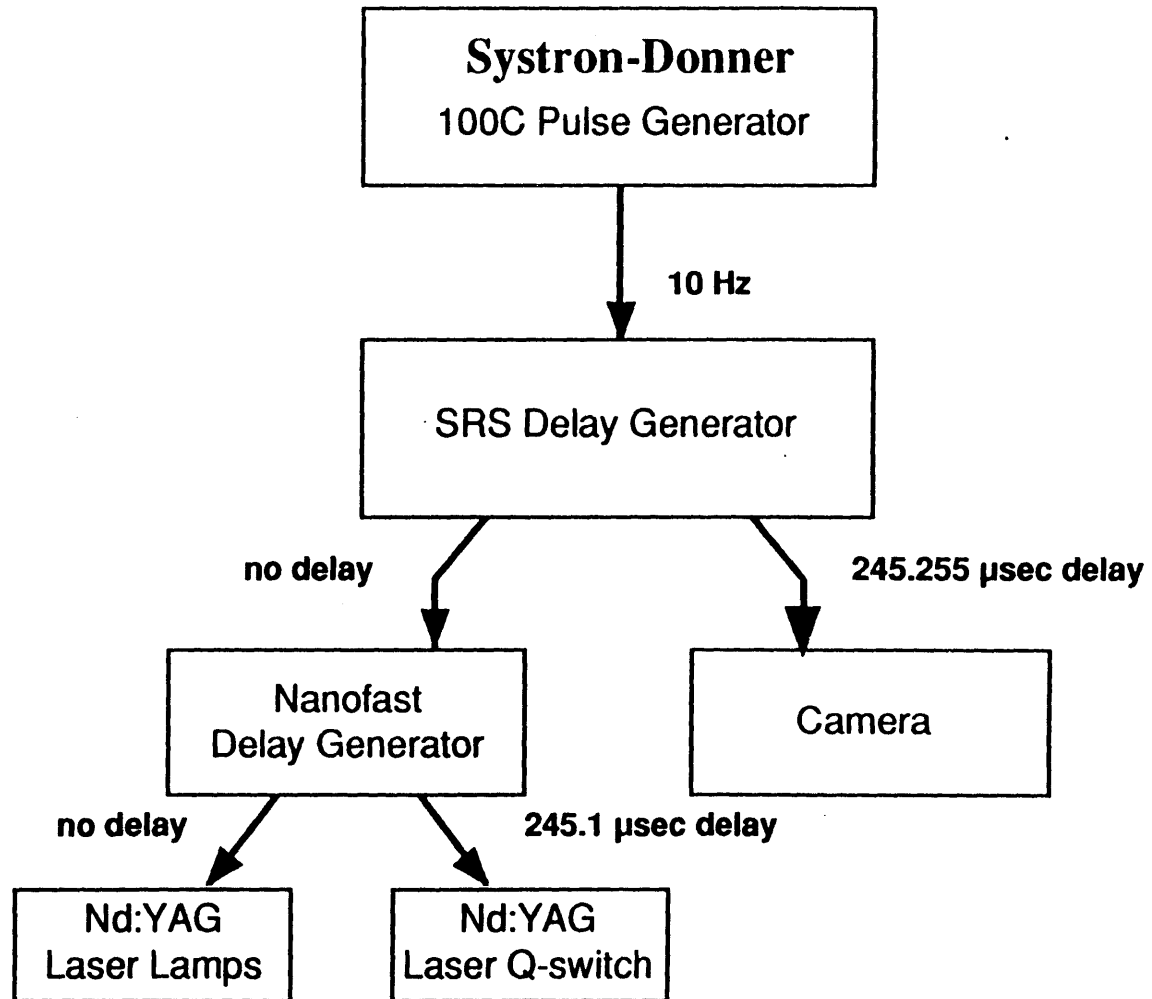 Systron-Donner
100C Pulse Generator
10 Hz
SRS Delay Generator
no delay
245.255 µsec delay
Nanofast
Delay Generator
Camera
no delay
245.1 µsec delay
Nd:YAG
Laser Lamps
Nd:YAG
Laser Q-switch